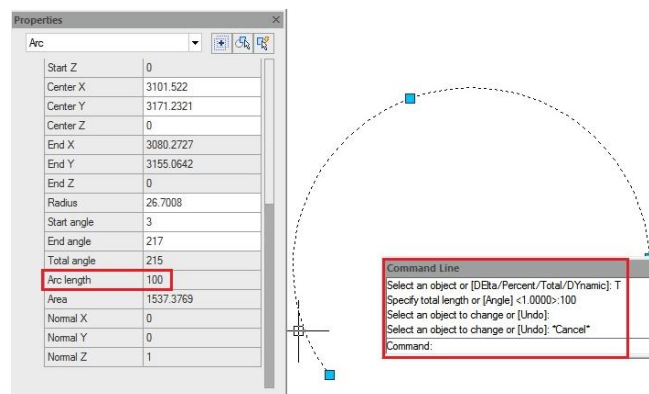 Properties
Arc
Start Z 0
Center X 3101.522
Center Y 3171.2321
Center Z 0
End X 3080.2727
End Y 3155.0642
End Z 0
Radius 26.7008
Start angle 3
End angle 217
Total angle 215
Arc length 100
Area 1537.3769
Normal X 0
Normal Y 0
Normal Z 1
Command Line
Select an object or [DElta/Percent/Total/DYnamic]: T
Specify total length or [Angle] <1.0000>:100
Select an object to change or [Undo]:
Select an object to change or [Undo]: *Cancel*
Command: